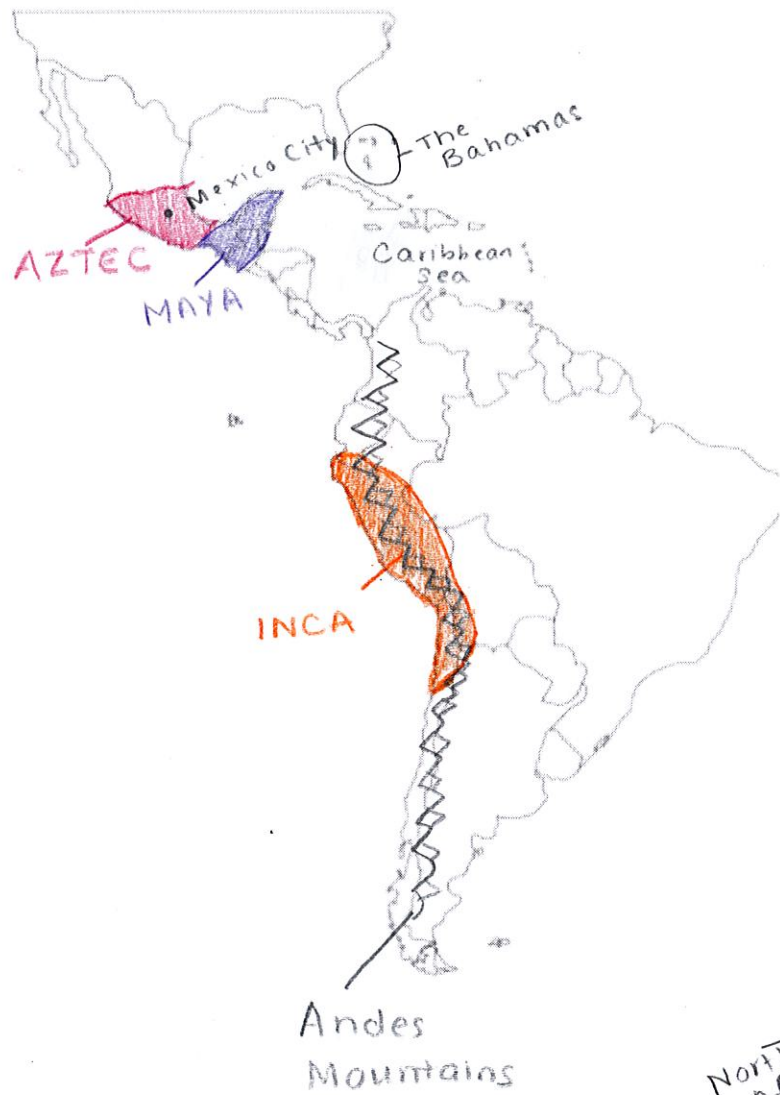 The
Bahamas
Mexico City
AZTEC
MAYA
Caribbean
Sea
INCA
Andes
Mountains